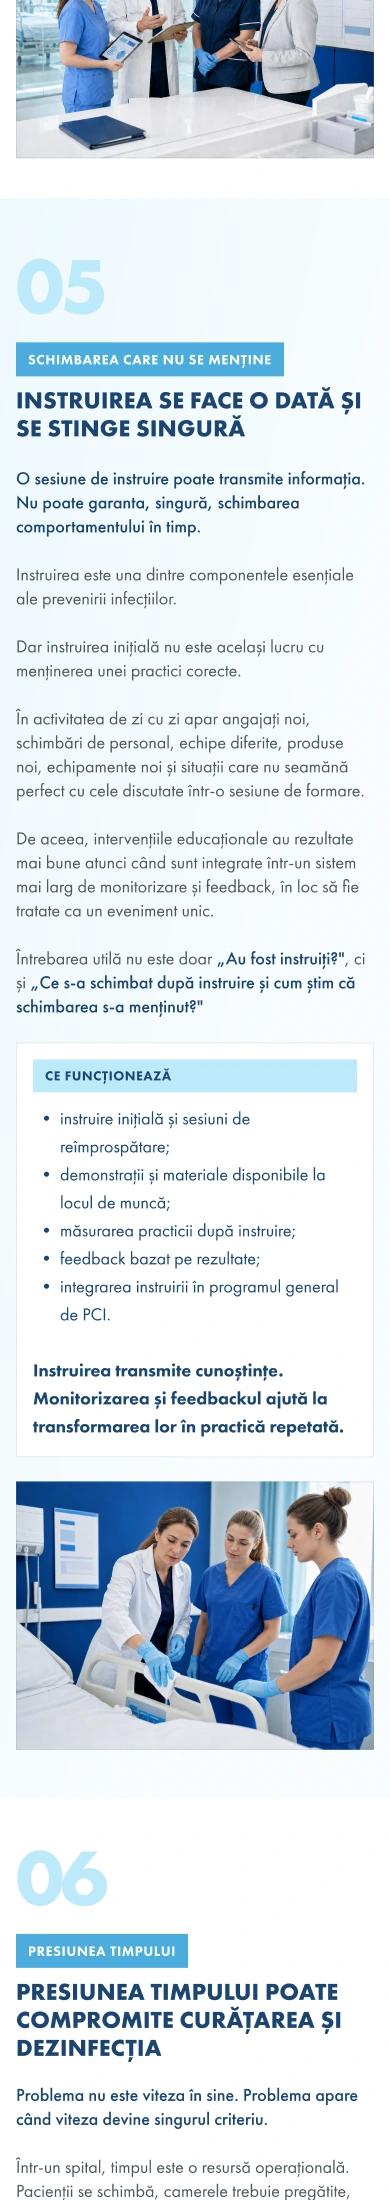 05
SCHIMBAREA CARE NU SE MENȚINE
INSTRUIREA SE FACE O DATĂ ȘI
SE STINGE SINGURĂ
O sesiune de instruire poate transmite informația.
Nu poate garanta, singură, schimbarea
comportamentului în timp.
Instruirea este una dintre componentele esențiale
ale prevenirii infecțiilor.
Dar instruirea inițială nu este același lucru cu
menținerea unei practici corecte.
În activitatea de zi cu zi apar angajați noi,
schimbări de personal, echipe diferite, produse
noi, echipamente noi și situații care nu seamănă
perfect cu cele discutate într-o sesiune de formare.
De aceea, intervențiile educaționale au rezultate
mai bune atunci când sunt integrate într-un sistem
mai larg de monitorizare și feedback, în loc să fie
tratate ca un eveniment unic.
Întrebarea utilă nu este doar „Au fost instruiți?", ci
și „Ce s-a schimbat după instruire și cum știm că
schimbarea s-a menținut?"
CE FUNCȚIONEAZĂ
• instruire inițială și sesiuni de
reîmprospătare;
• demonstrații și materiale disponibile la
locul de muncă;
• măsurarea practicii după instruire;
• feedback bazat pe rezultate;
• integrarea instruirii în programul general
de PCI.
Instruirea transmite cunoștințe.
Monitorizarea și feedbackul ajută la
transformarea lor în practică repetată.
06
PRESIUNEA TIMPULUI
PRESIUNEA TIMPULUI POATE
COMPROMITE CURĂȚAREA ȘI
DEZINFECȚIA
Problema nu este viteza în sine. Problema apare
când viteza devine singurul criteriu.
Într-un spital, timpul este o resursă operațională.
Pacienții se schimbă, camerele trebuie pregătite,